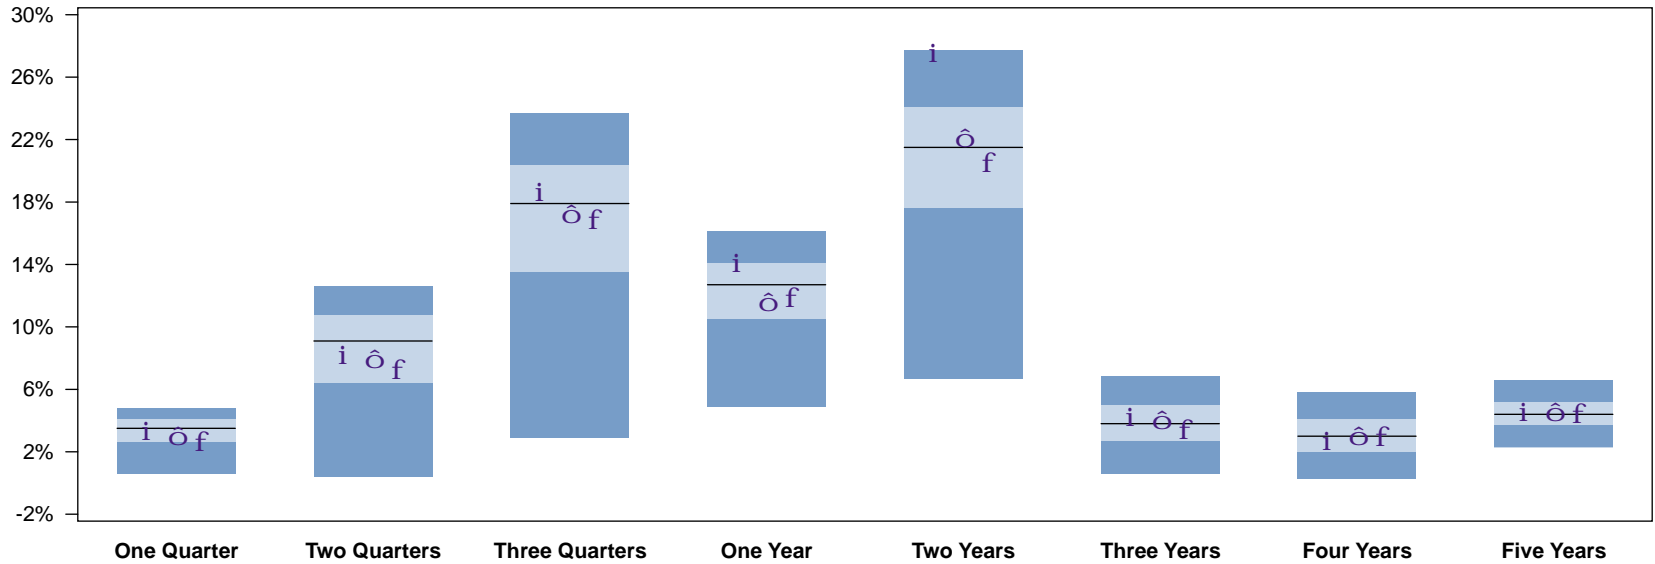 30%
26%
22%
18%
14%
10%
6%
2%
-2%
i ô f
i ô f
i ô f
i ô f
i ô f
i ô f
i ô f
i ô f
One Quarter Two Quarters Three Quarters One Year Two Years Three Years Four Years Five Years